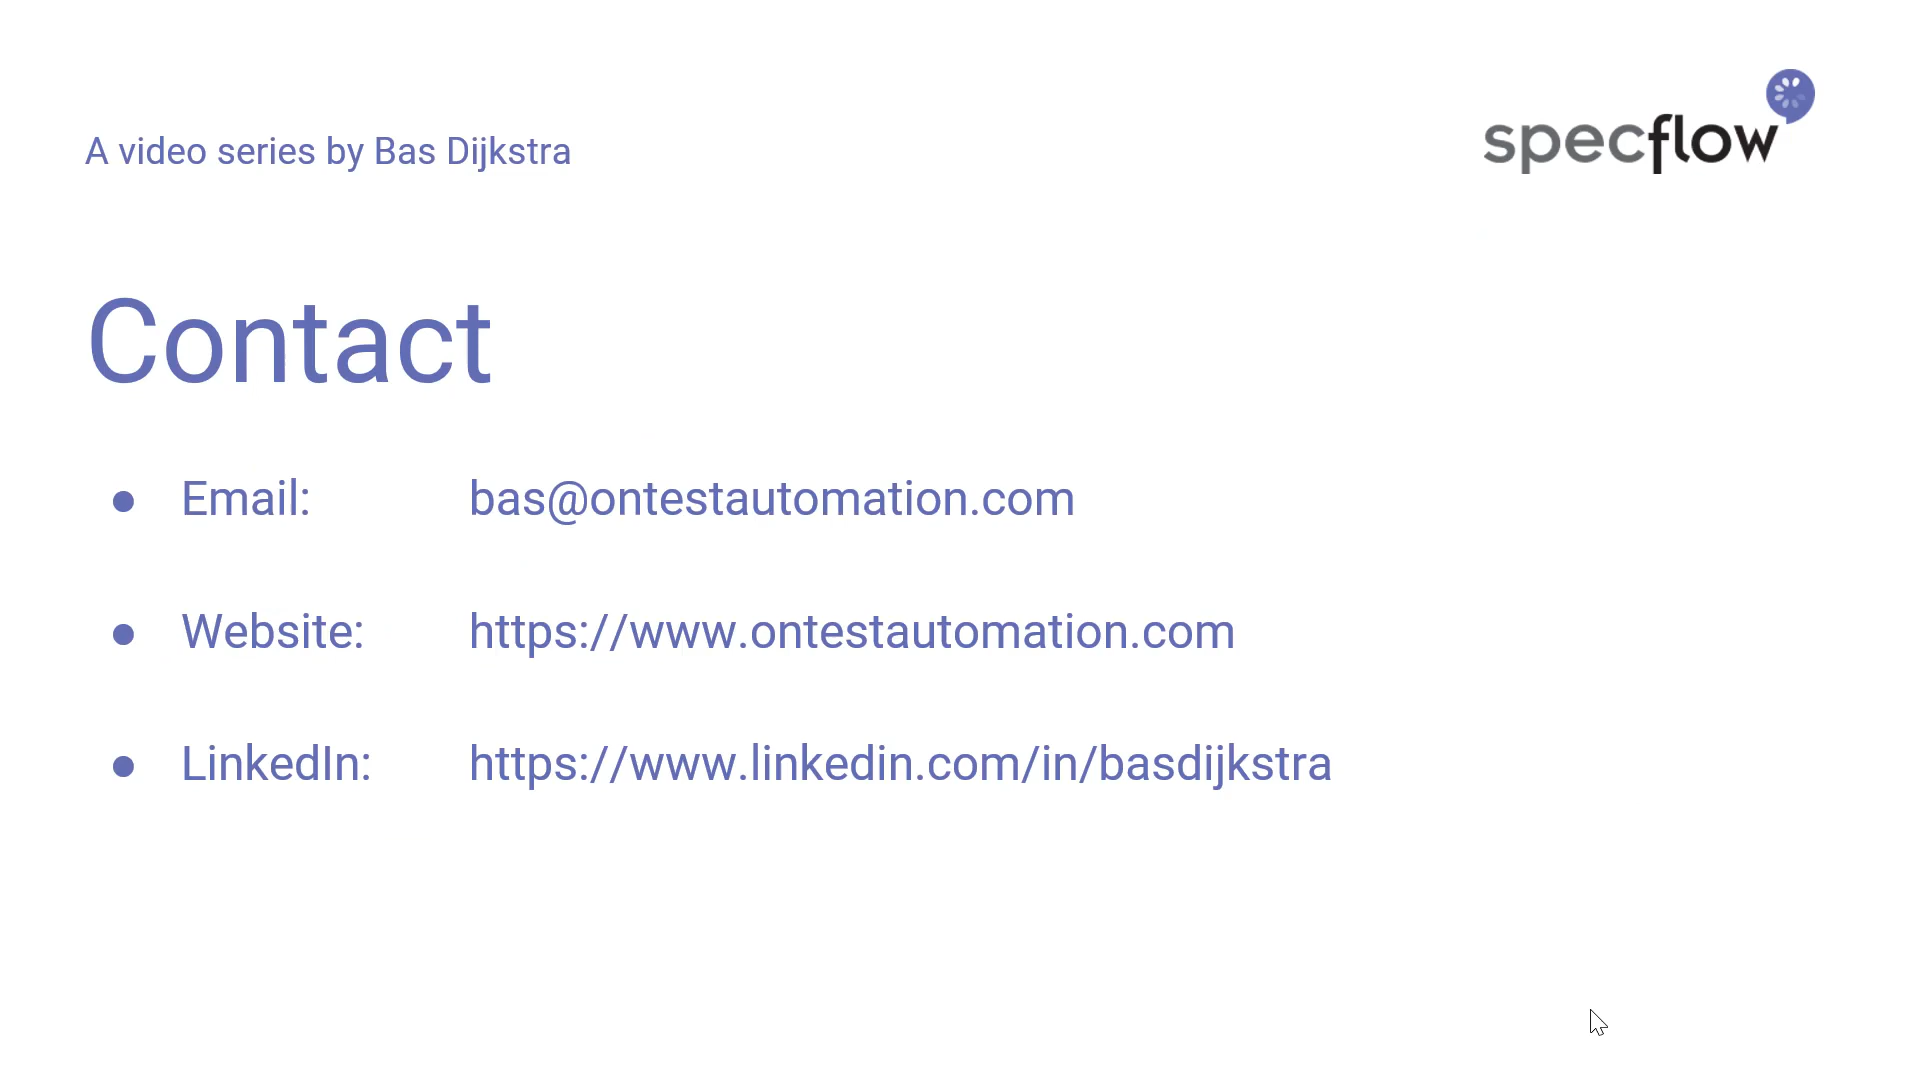 A video series by Bas Dijkstra
specflow
Contact
● Email: bas@ontestautomation.com
● Website: https://www.ontestautomation.com
● LinkedIn: https://www.linkedin.com/in/basdijkstra